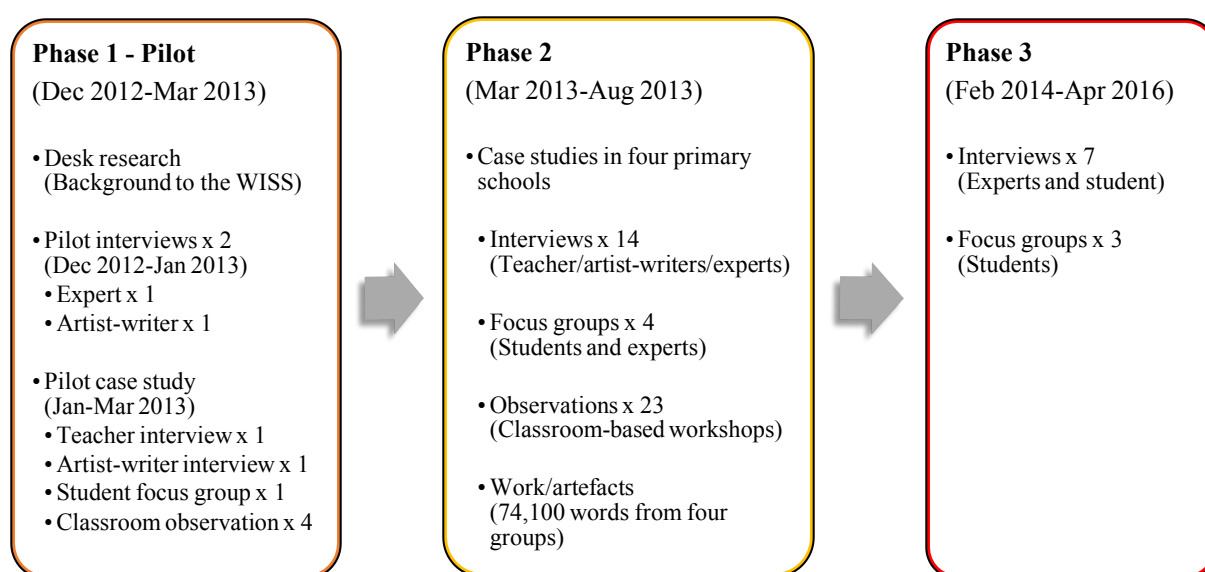 Phase 1 - Pilot
(Dec 2012-Mar 2013)
• Desk research
(Background to the WISS)
• Pilot interviews x 2
(Dec 2012-Jan 2013)
• Expert x 1
• Artist-writer x 1
• Pilot case study
(Jan-Mar 2013)
• Teacher interview x 1
• Artist-writer interview x 1
• Student focus group x 1
• Classroom observation x 4
Phase 2
(Mar 2013-Aug 2013)
• Case studies in four primary
schools
• Interviews x 14
(Teacher/artist-writers/experts)
• Focus groups x 4
(Students and experts)
• Observations x 23
(Classroom-based workshops)
• Work/artefacts
(74,100 words from four
groups)
Phase 3
(Feb 2014-Apr 2016)
• Interviews x 7
(Experts and student)
• Focus groups x 3
(Students)